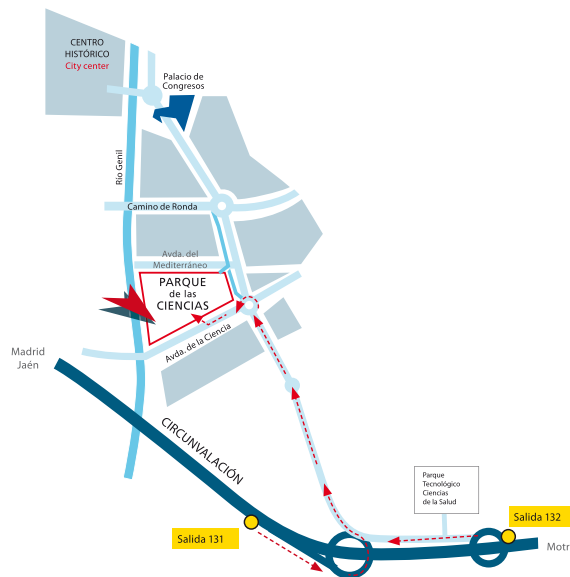 CENTRO
HISTÓRICO
City center
Palacio de
Congresos
Río Genil
Camino de Ronda
Avda. del
Mediterráneo
PARQUE
de las
CIENCIAS
Avda. de la Ciencia
Madrid
Jaén
CIRCUNVALACIÓN
Parque
Tecnológico
Ciencias
de la Salud
Salida 131
Salida 132
Motr